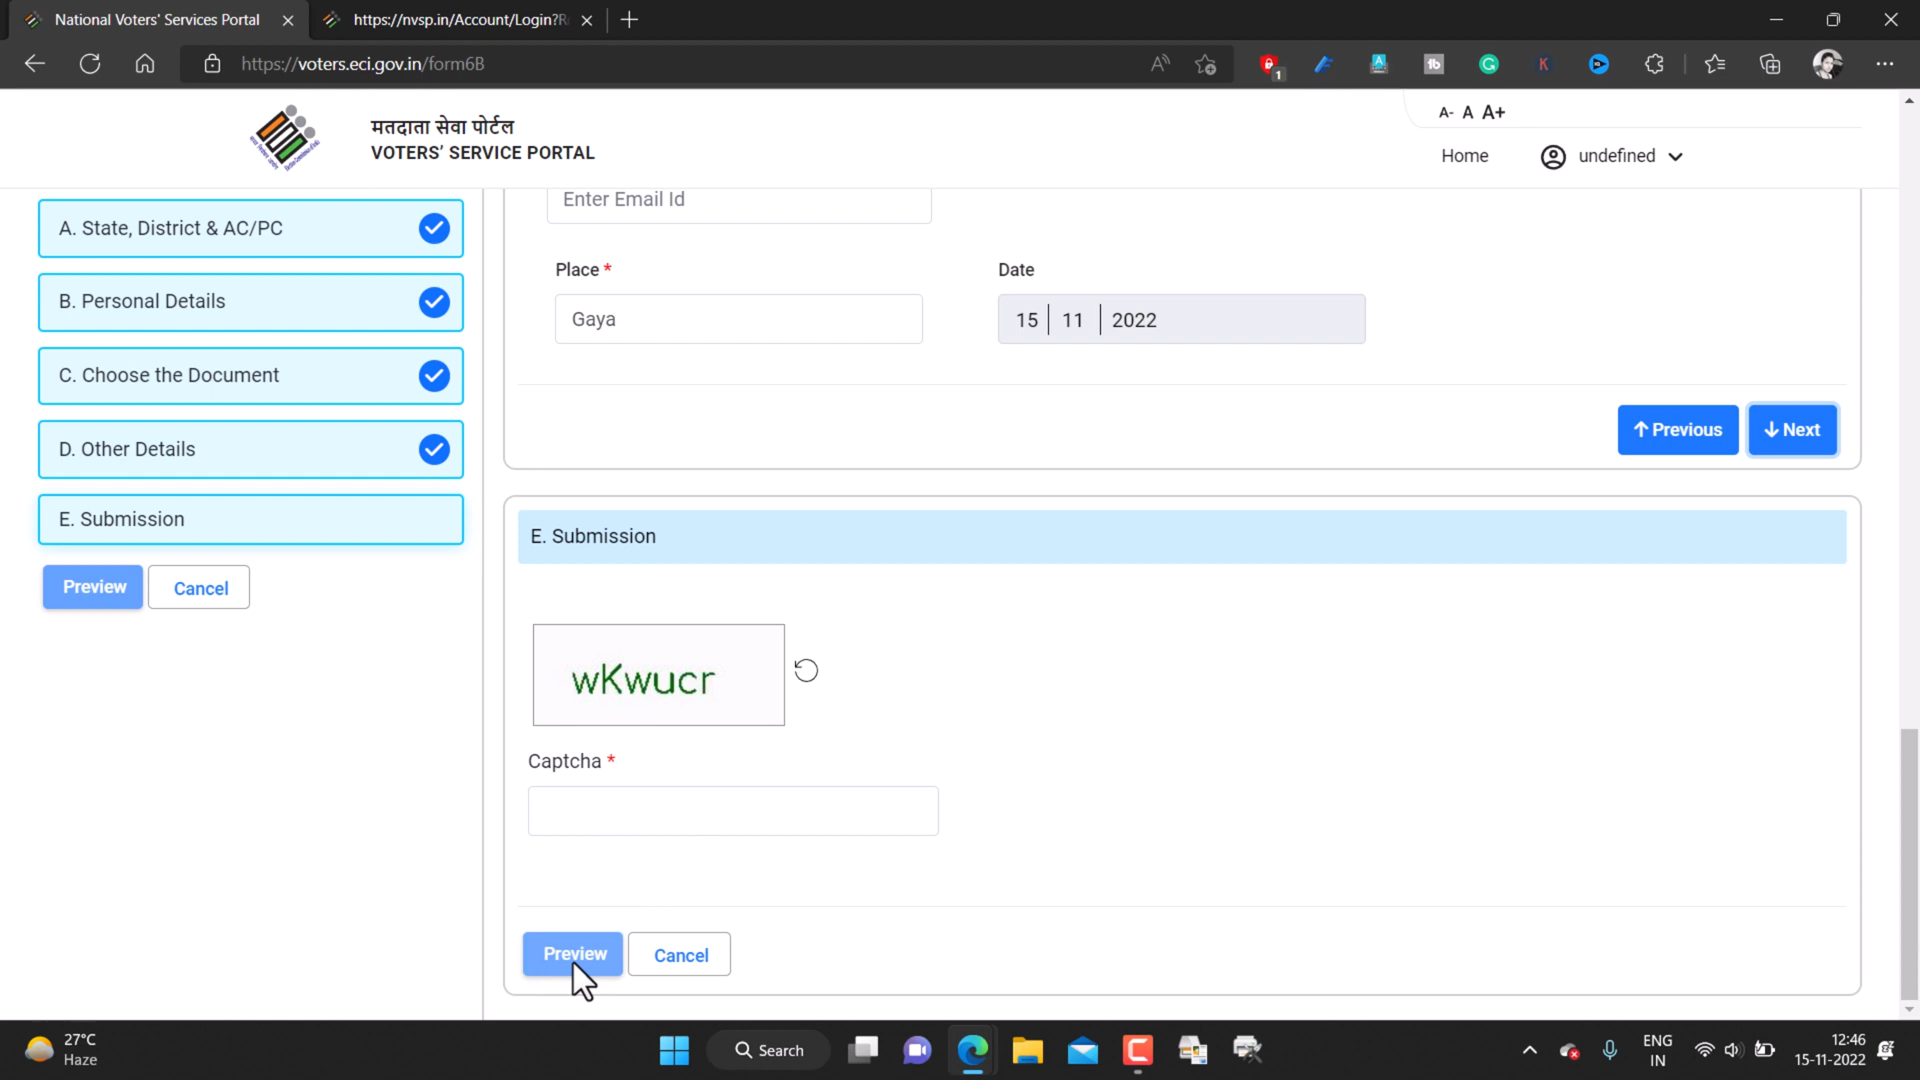 National Voters' Services Portal
https://nvsp.in/Account/Login?R
https://voters.eci.gov.in/form6B
1
मतदाता सेवा पोर्टल
VOTERS' SERVICE PORTAL
A- A A+
Home
undefined
A. State, District & AC/PC
B. Personal Details
C. Choose the Document
D. Other Details
E. Submission
Preview
Cancel
Enter Email Id
Place *
Gaya
Date
15 11 2022
↑ Previous
↓ Next
E. Submission
wKwucr
Captcha *
Preview
Cancel
27°C
Haze
Search
ENG
IN
12:46
15-11-2022